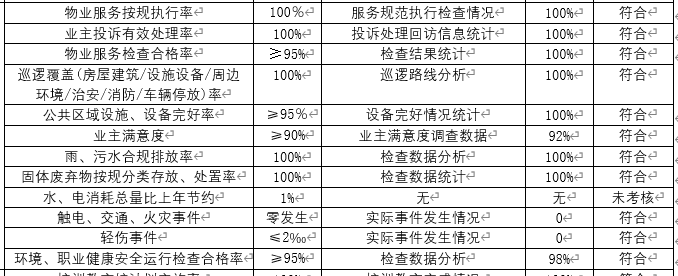 物业服务按规执行率 100% 服务规范执行检查情况 100% 符合
业主投诉有效处理率 100% 投诉处理回访信息统计 100% 符合
物业服务检查合格率 ≥95% 检查结果统计 100% 符合
巡逻覆盖(房屋建筑/设施设备/周边 100% 巡逻路线分析 100% 符合
环境/治安/消防/车辆停放)率
公共区域设施、设备完好率 ≥95% 设备完好情况统计 100% 符合
业主满意度 ≥90% 业主满意度调查数据 92% 符合
雨、污水合规排放率 100% 检查数据分析 100% 符合
固体废弃物按规分类存放、处置率 100% 检查数据统计 100% 符合
水、电消耗总量比上年节约 1% 无 无 未考核
触电、交通、火灾事件 零发生 实际事件发生情况 0 符合
轻伤事件 ≤2‰ 实际事件发生情况 0 符合
环境、职业健康安全运行检查合格率 ≥95% 检查数据分析 98% 符合